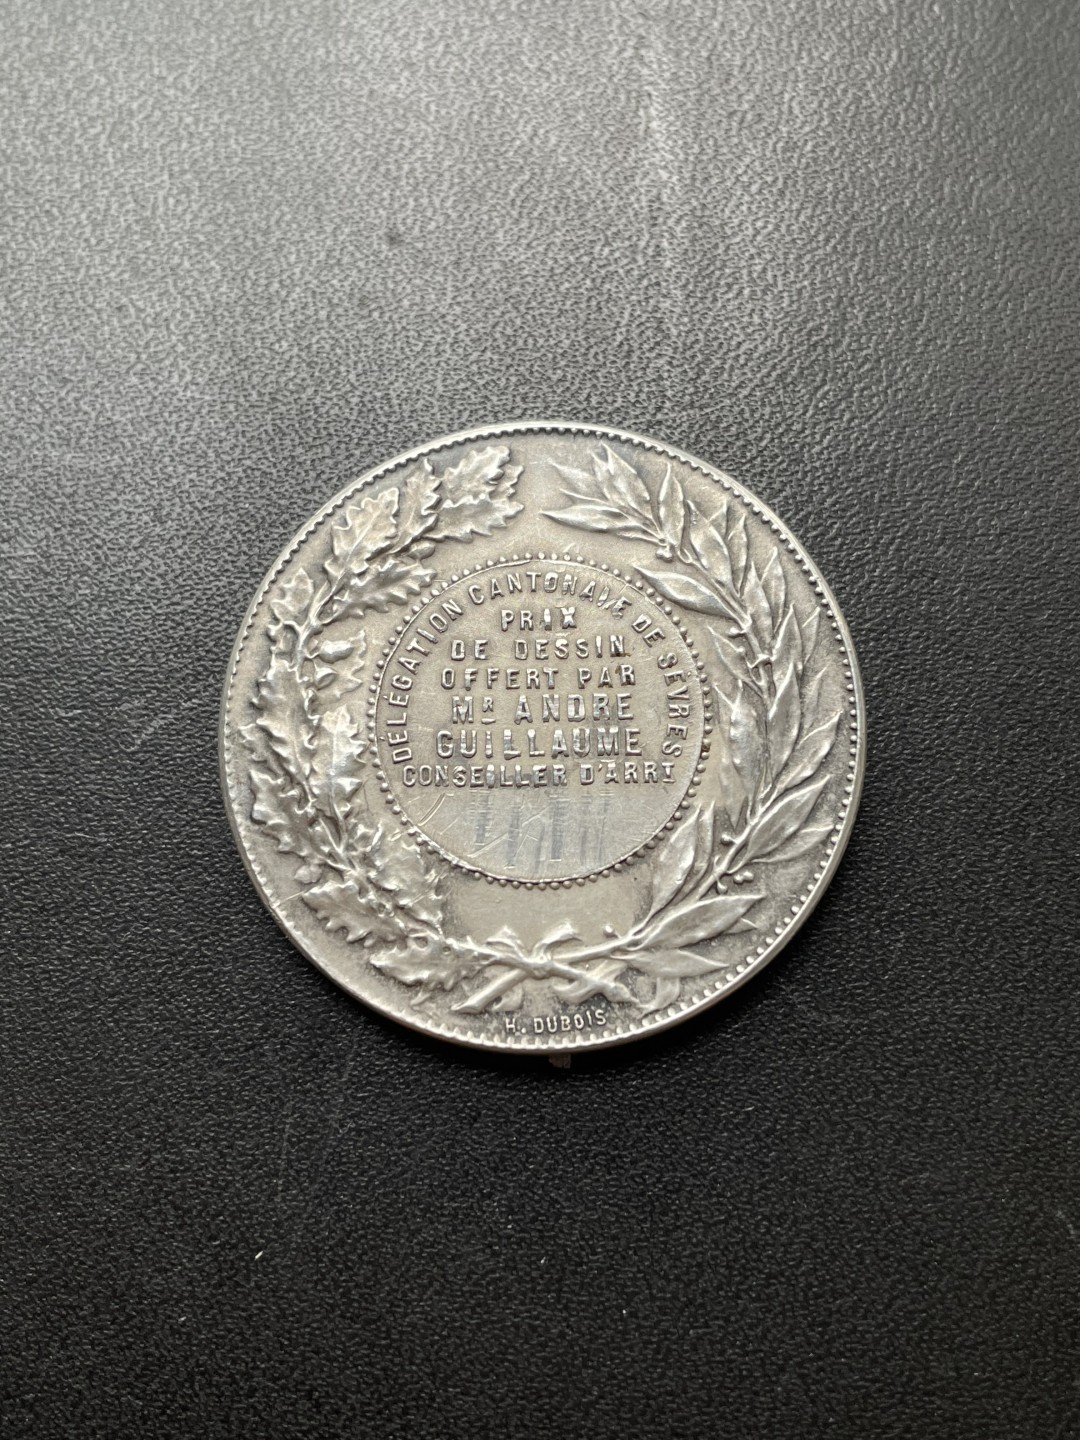 DÉLÉGATION CANTONALE DE SÈVRES
PRIX
DE DESSIN
OFFERT PAR
MR ANDRE
GUILLAUME
CONSEILLER D'ARRT
H. DUBOIS